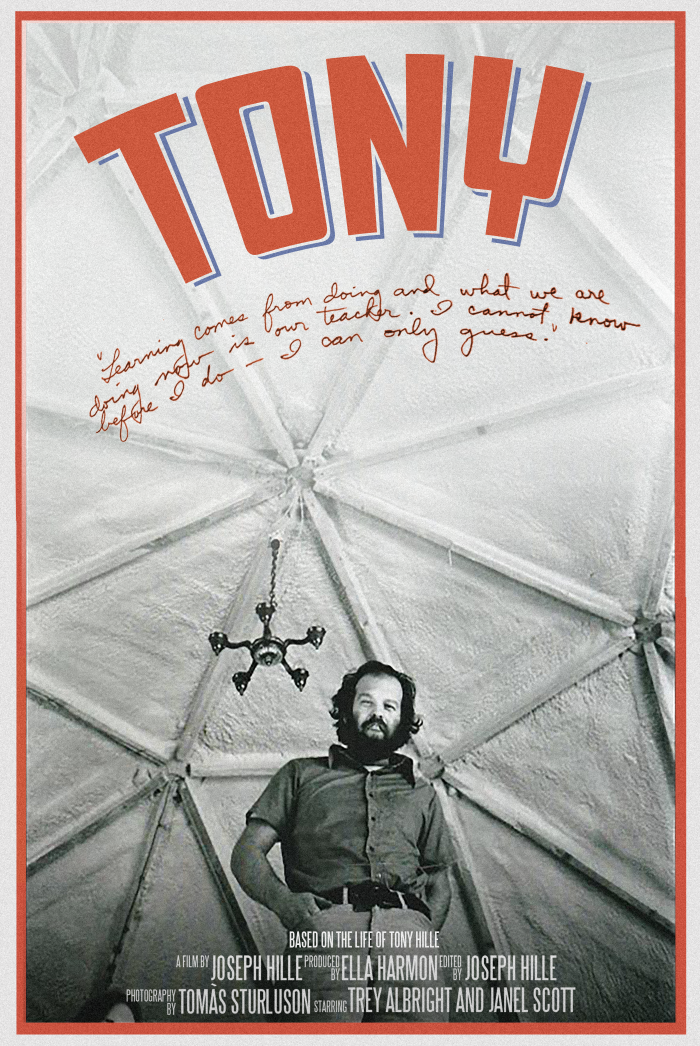 TONY
"Learning comes from doing and what we are
doing now is our teacher. I cannot know
before I do — I can only guess."
BASED ON THE LIFE OF TONY HILLE
A FILM BY JOSEPH HILLE PRODUCED BY ELLA HARMON EDITED BY JOSEPH HILLE
PHOTOGRAPHY BY TOMÀS STURLUSON STARRING TREY ALBRIGHT AND JANEL SCOTT